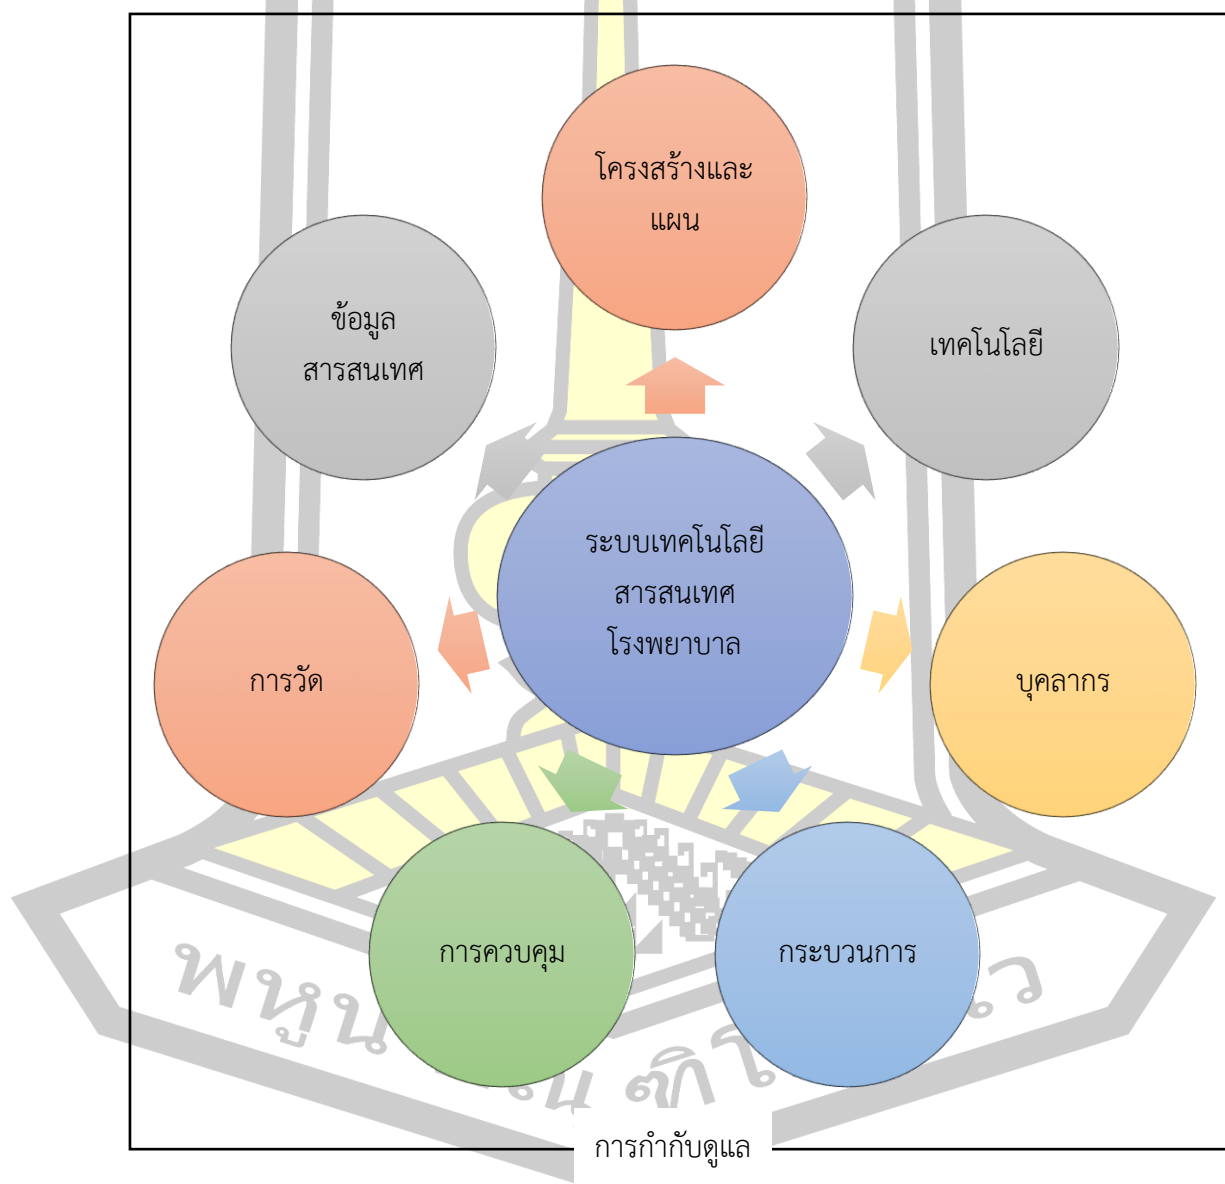 โครงสร้างและ
แผน
ข้อมูล
สารสนเทศ
เทคโนโลยี
ระบบเทคโนโลยี
สารสนเทศ
โรงพยาบาล
การวัด
บุคลากร
การควบคุม
กระบวนการ
การกำกับดูแล